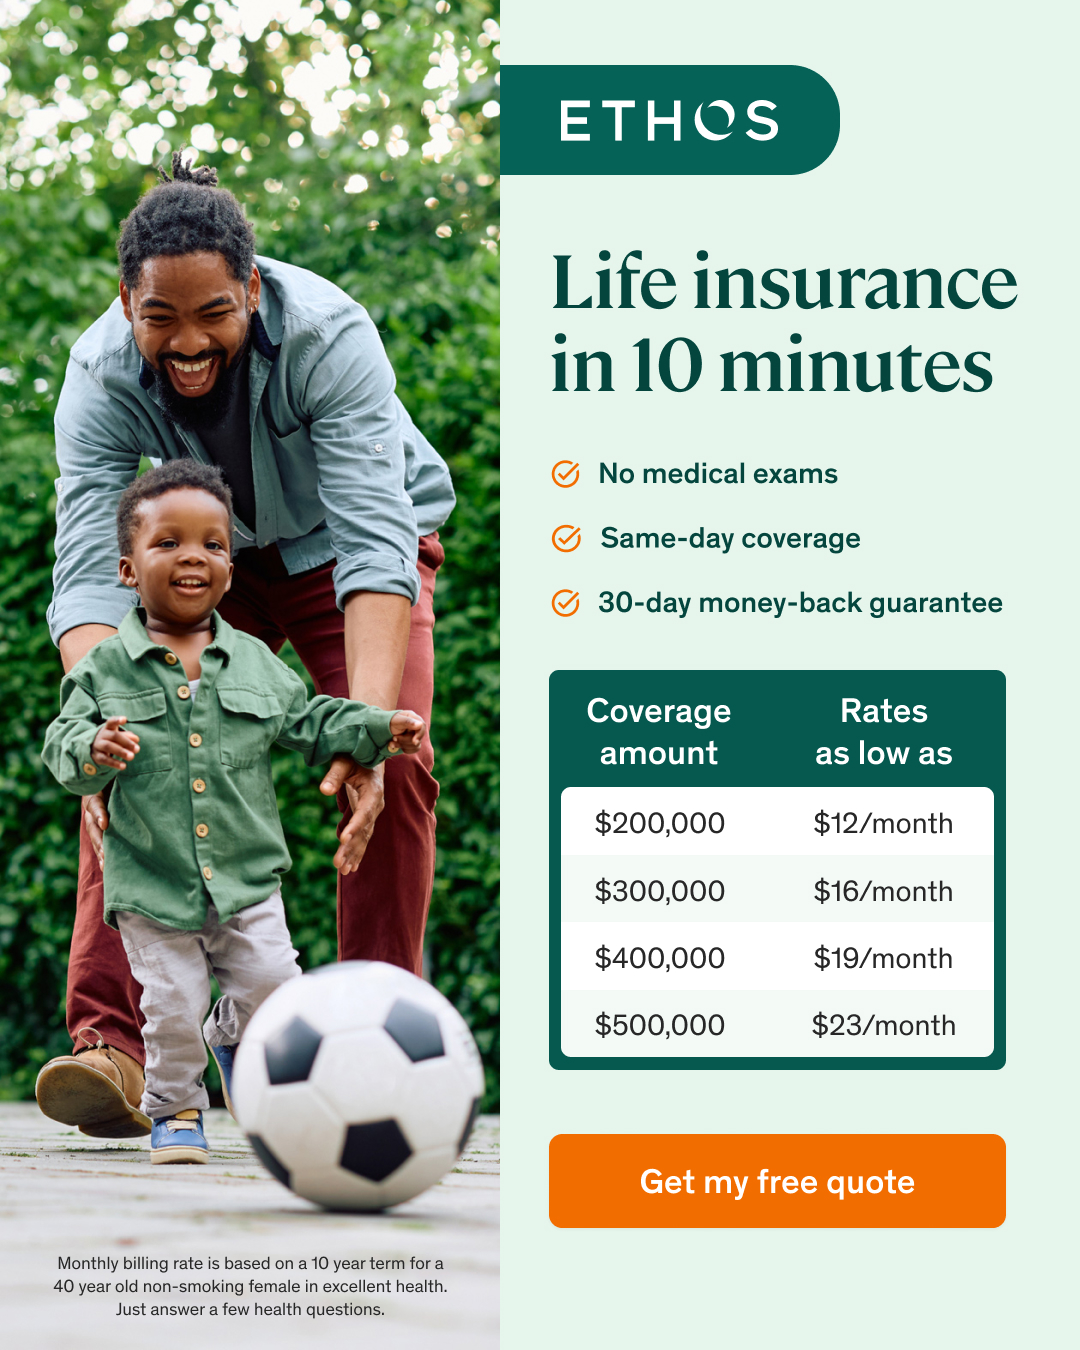 ETHOS
Life insurance
in 10 minutes
No medical exams
Same-day coverage
30-day money-back guarantee
Coverage amount
Rates as low as
$200,000 $12/month
$300,000 $16/month
$400,000 $19/month
$500,000 $23/month
Get my free quote
Monthly billing rate is based on a 10 year term for a
40 year old non-smoking female in excellent health.
Just answer a few health questions.